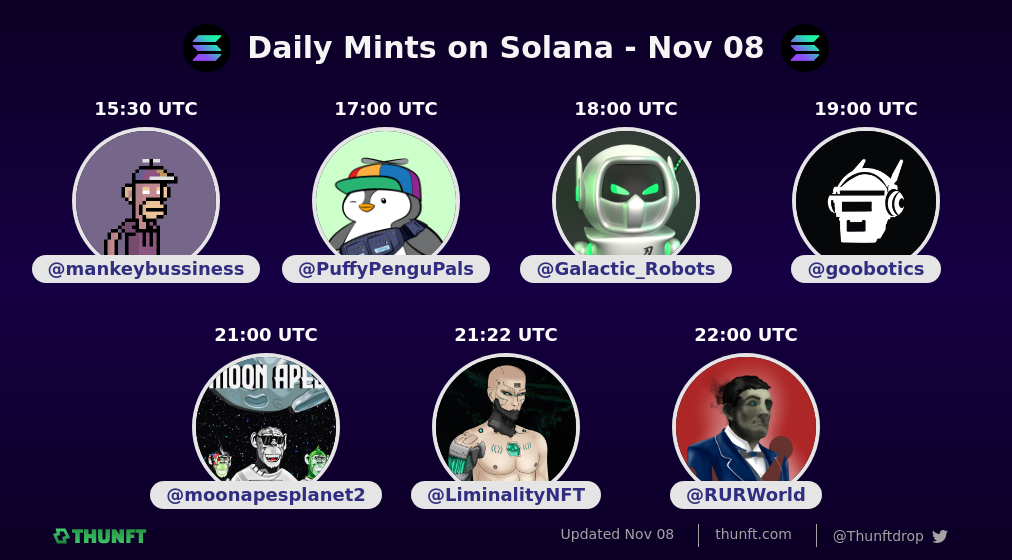 Daily Mints on Solana - Nov 08
15:30 UTC
17:00 UTC
18:00 UTC
19:00 UTC
@mankeybussiness
@PuffyPenguPals
@Galactic_Robots
@goobotics
21:00 UTC
21:22 UTC
22:00 UTC
MOON APES
@moonapesplanet2
@LiminalityNFT
@RURWorld
THUNFT
Updated Nov 08
thunft.com
@Thunftdrop